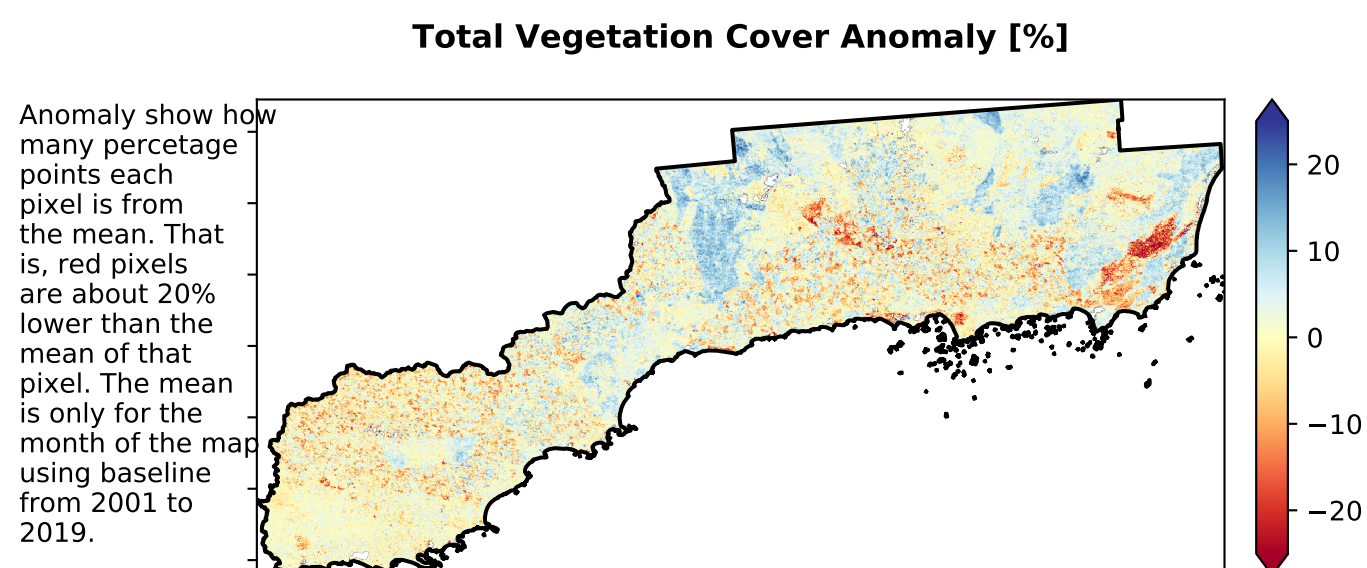 Total Vegetation Cover Anomaly [%]
Anomaly show how
many percetage
points each
pixel is from
the mean. That
is, red pixels
are about 20%
lower than the
mean of that
pixel. The mean
is only for the
month of the map
using baseline
from 2001 to
2019.
20
10
0
−10
−20